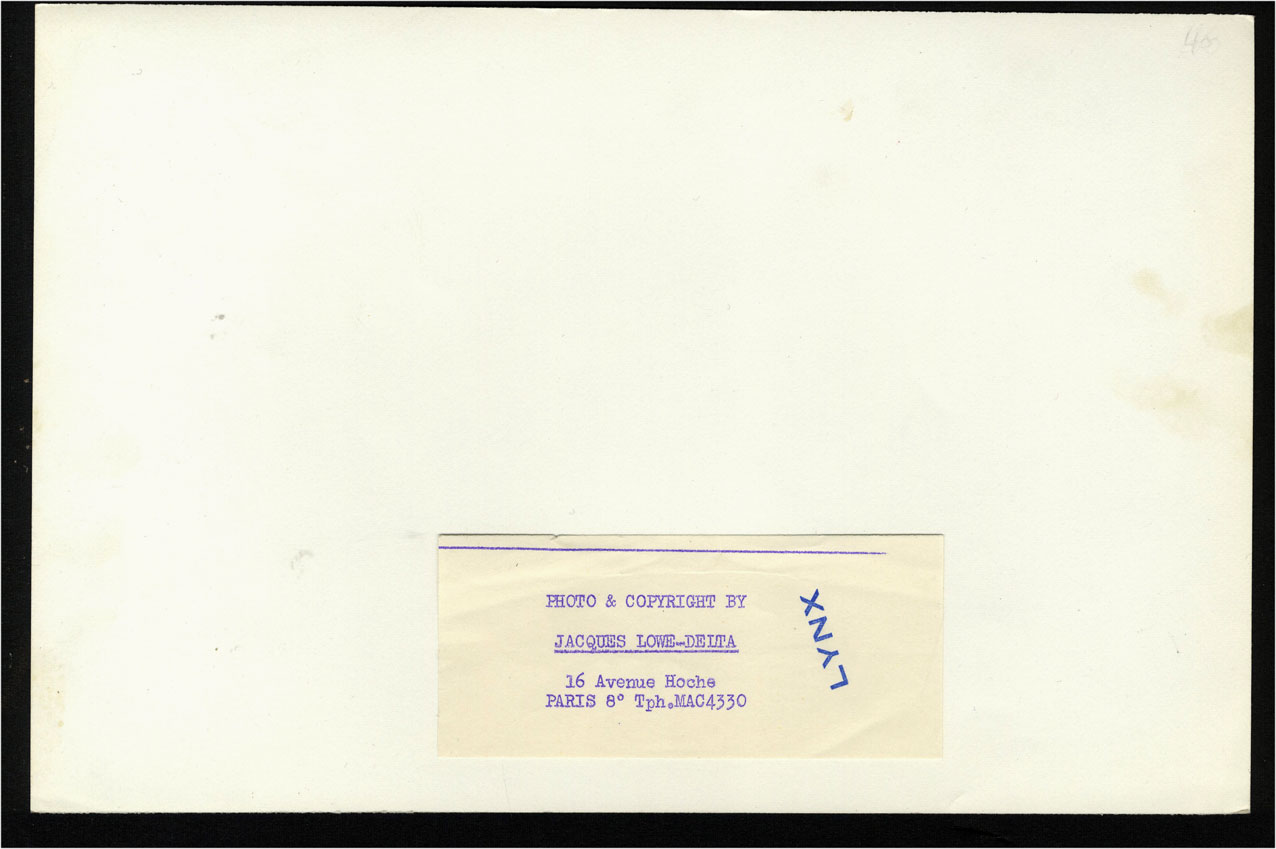 PHOTO & COPYRIGHT BY
JACQUES LOWE-DELTA
16 Avenue Hoche
PARIS 8° Tph.MAC4330
LYNX